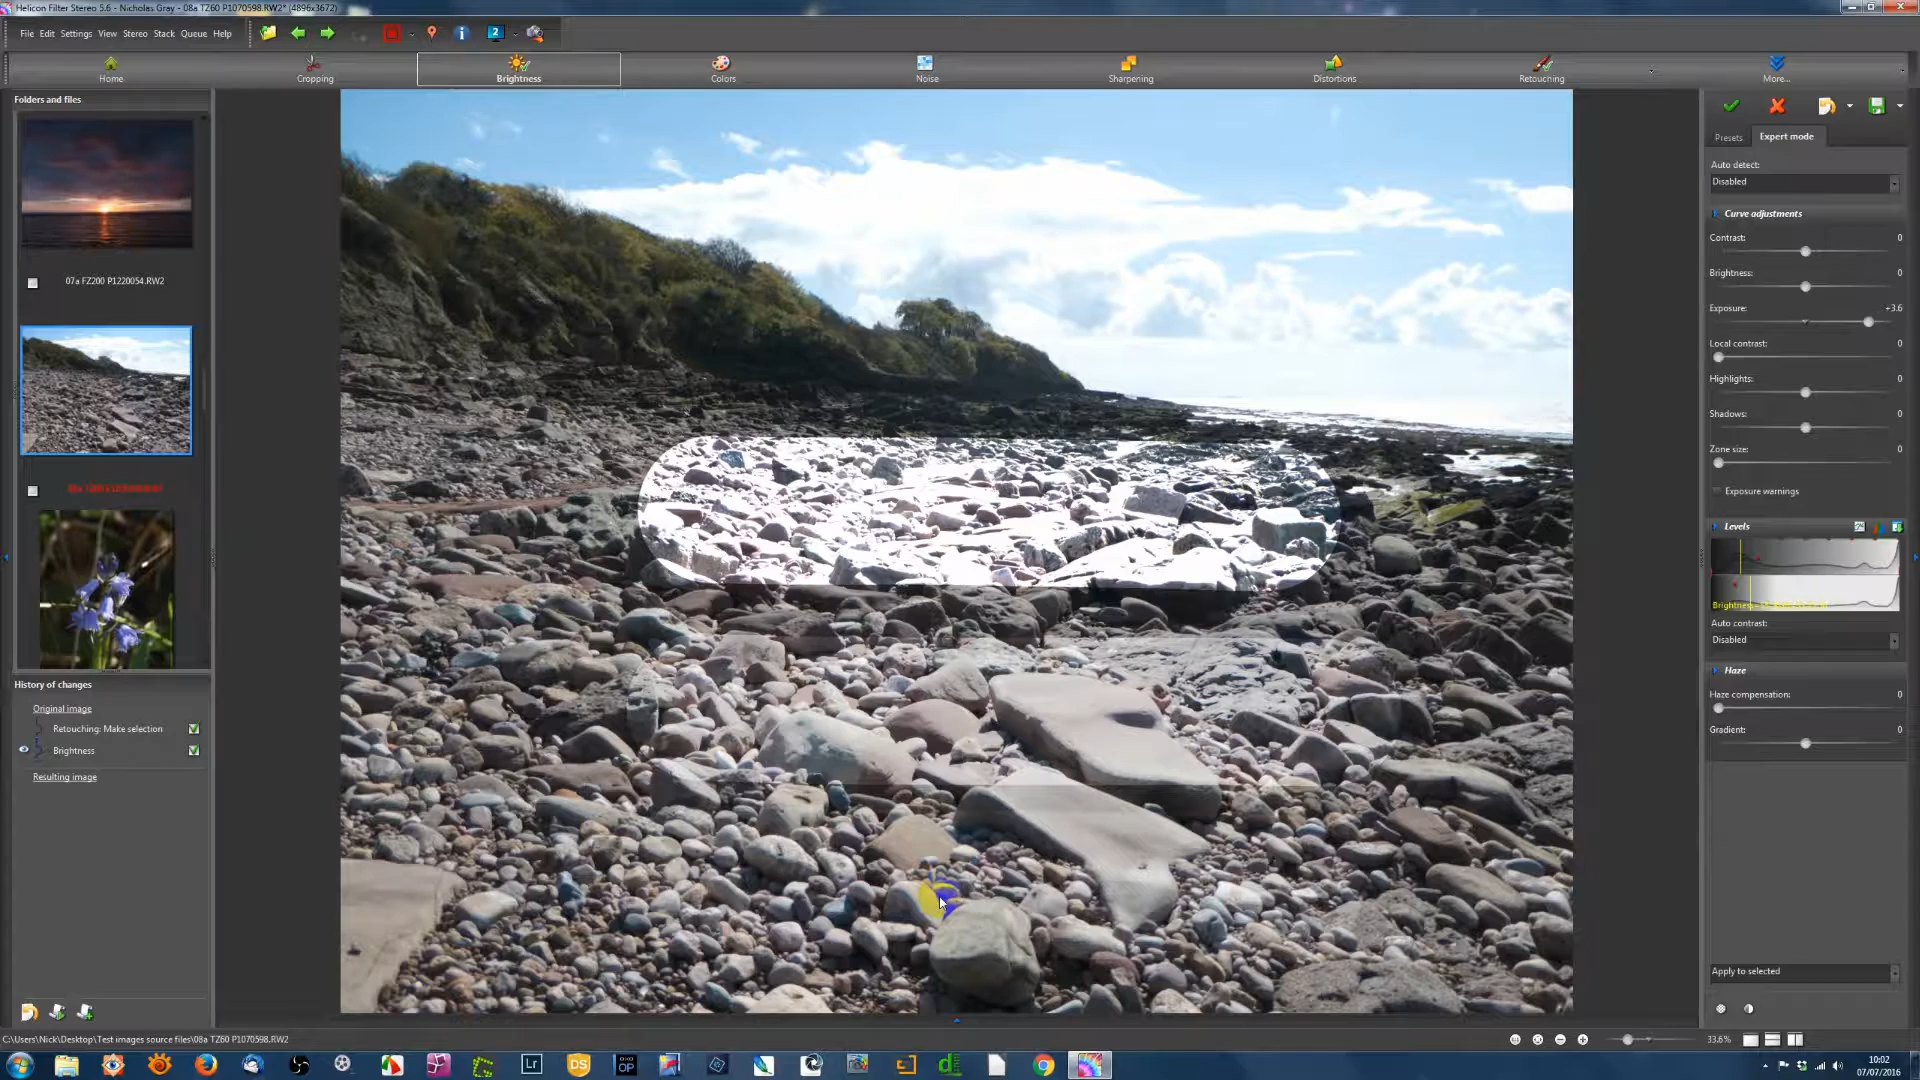 Helicon Filter Stereo 5.6 - Nicholas Gray - 08a TZ60 P1070598.RW2* (4896x3672)
File Edit Settings View Stereo Stack Queue Help
2
Home Cropping Brightness Colors Noise Sharpening Distortions Retouching More...
Folders and files
07a FZ200 P1220054.RW2
History of changes
Original image
Retouching: Make selection
Brightness
Resulting image
Presets Expert mode
Auto detect:
Disabled
Curve adjustments
Contrast: 0
Brightness: 0
Exposure: +3.6
Local contrast: 0
Highlights: 0
Shadows: 0
Zone size: 0
Exposure warnings
Levels
Auto contrast:
Disabled
Haze
Haze compensation: 0
Gradient: 0
Apply to selected
C:\Users\Nick\Desktop\Test images source files\08a TZ60 P1070598.RW2
33.6%
Lr
DS
OP
10:02
07/07/2016